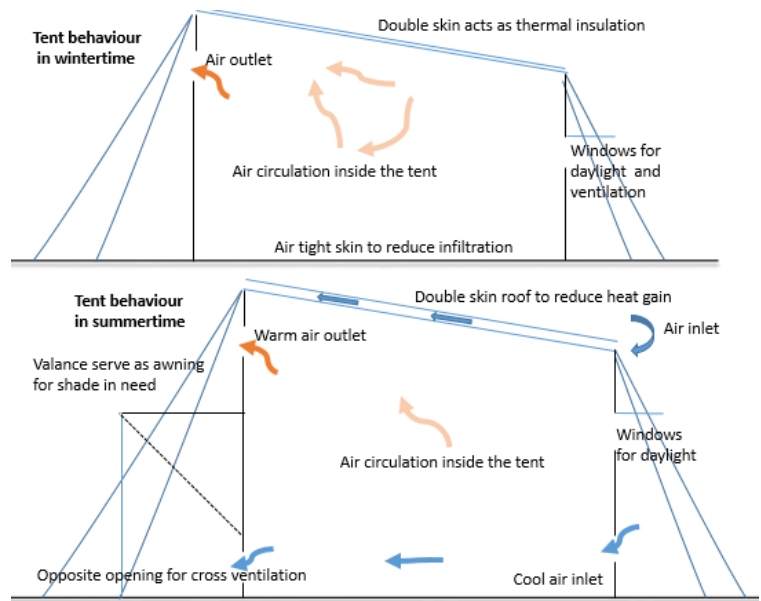 Double skin acts as thermal insulation
Tent behaviour
in wintertime
Air outlet
Air circulation inside the tent
Windows for
daylight and
ventilation
Air tight skin to reduce infiltration
Tent behaviour
in summertime
Double skin roof to reduce heat gain
Air inlet
Warm air outlet
Valance serve as awning
for shade in need
Windows
for daylight
Air circulation inside the tent
Opposite opening for cross ventilation
Cool air inlet